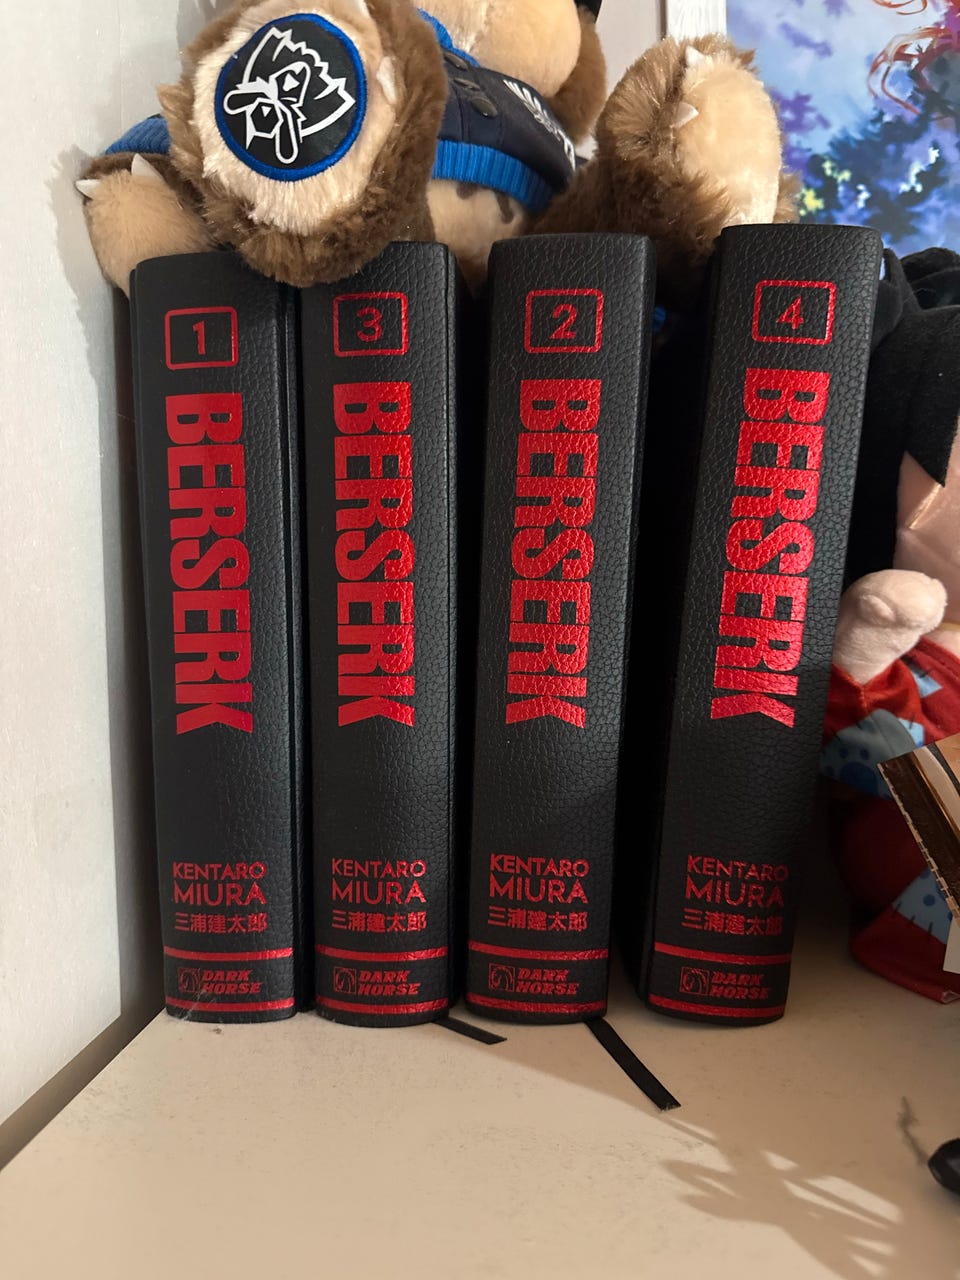 1
BERSERK
KENTARO
MIURA
三浦建太郎
DARK
HORSE
3
BERSERK
KENTARO
MIURA
三浦建太郎
DARK
HORSE
2
BERSERK
KENTARO
MIURA
三浦建太郎
DARK
HORSE
4
BERSERK
KENTARO
MIURA
三浦建太郎
DARK
HORSE